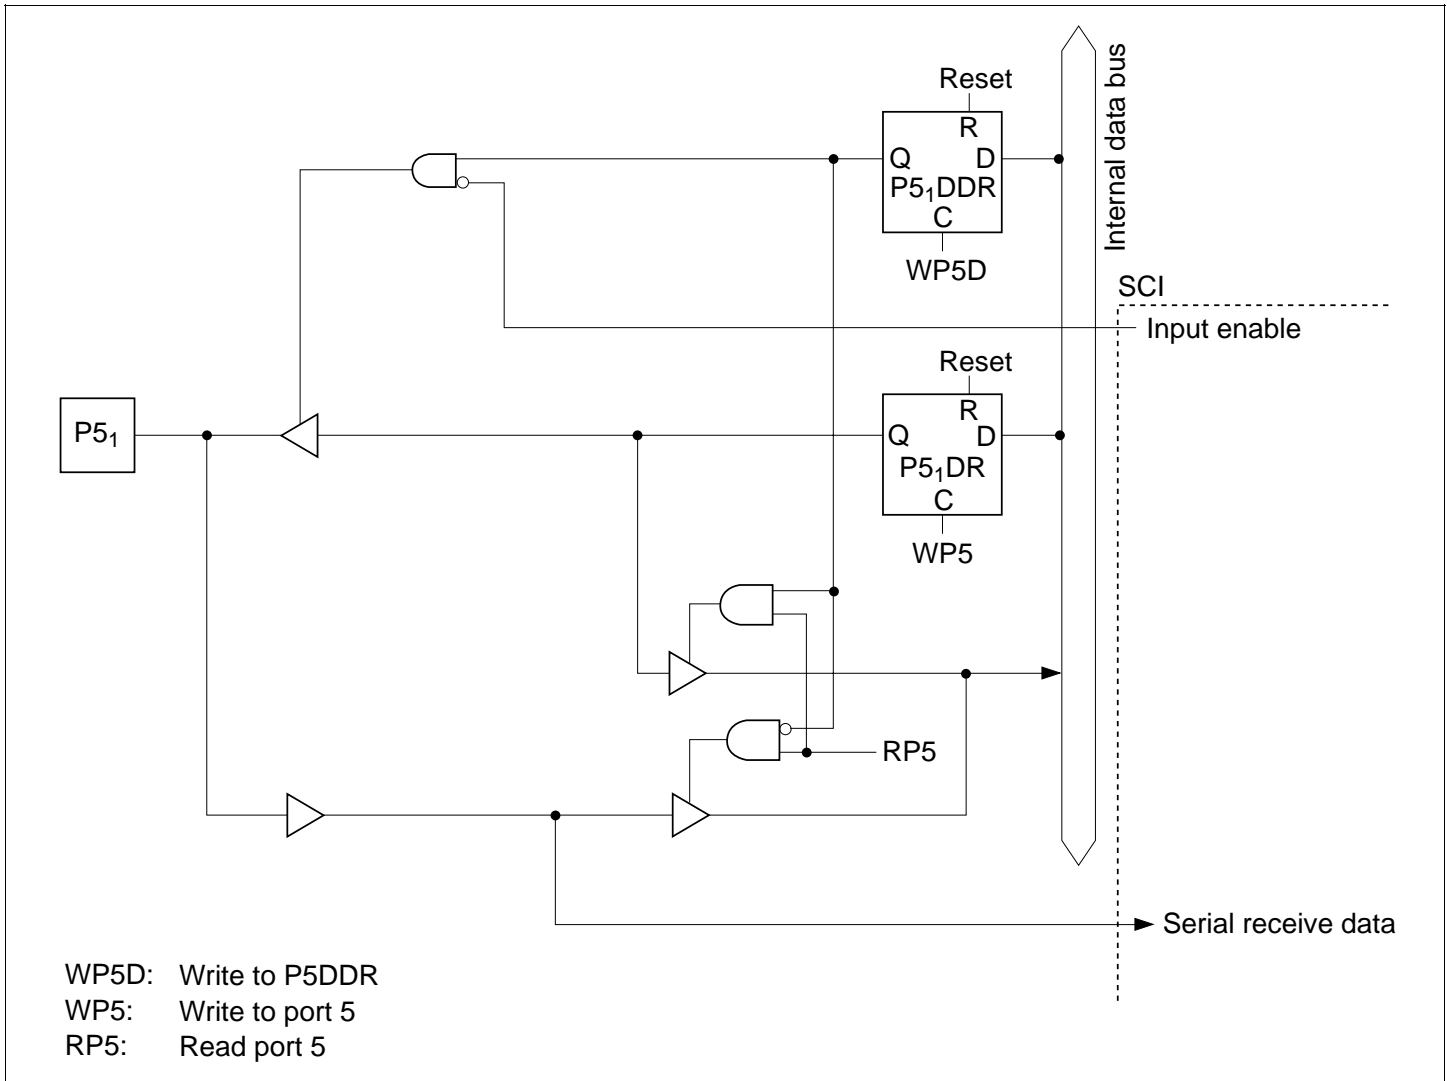 Reset
R
Q D
P5₁DDR
C
WP5D
Internal data bus
SCI
Input enable
Reset
R
Q D
P5₁DR
C
WP5
P5₁
RP5
Serial receive data
WP5D: Write to P5DDR
WP5: Write to port 5
RP5: Read port 5